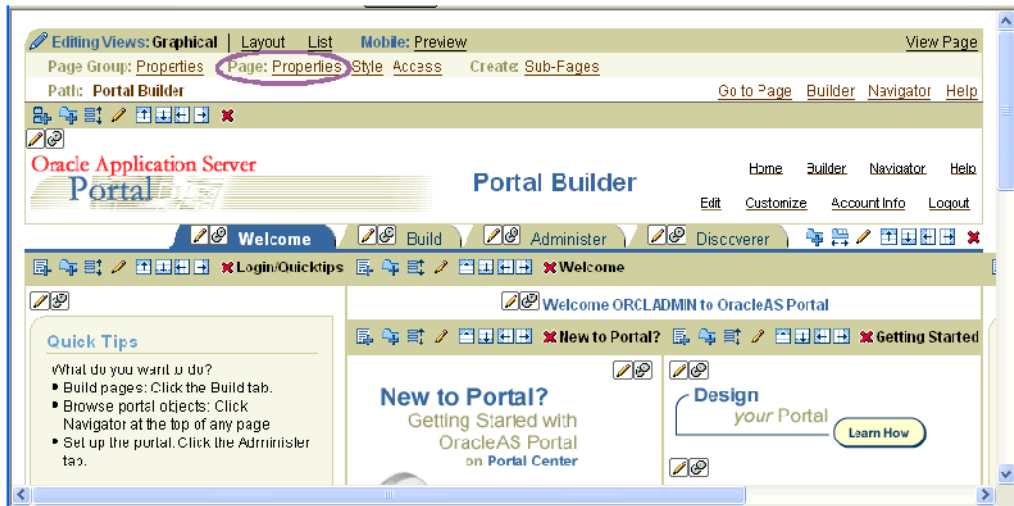 Editing Views: Graphical | Layout List Mobile: Preview View Page
Page Group: Properties Page: Properties Style Access Create: Sub-Pages
Path: Portal Builder Go to Page Builder Navigator Help
Oracle Application Server
Portal
Portal Builder
Home Builder Navigator Help
Edit Customize Account Info Logout
Welcome Build Administer Discoverer
Login/Quicktips Welcome
Welcome ORCLADMIN to OracleAS Portal
New to Portal? Getting Started
Quick Tips
What do you want to do?
• Build pages: Click the Build tab.
• Browse portal objects: Click
Navigator at the top of any page
• Set up the portal. Click the Administer
tab.
New to Portal?
Getting Started with
OracleAS Portal
on Portal Center
Design
your Portal
Learn How